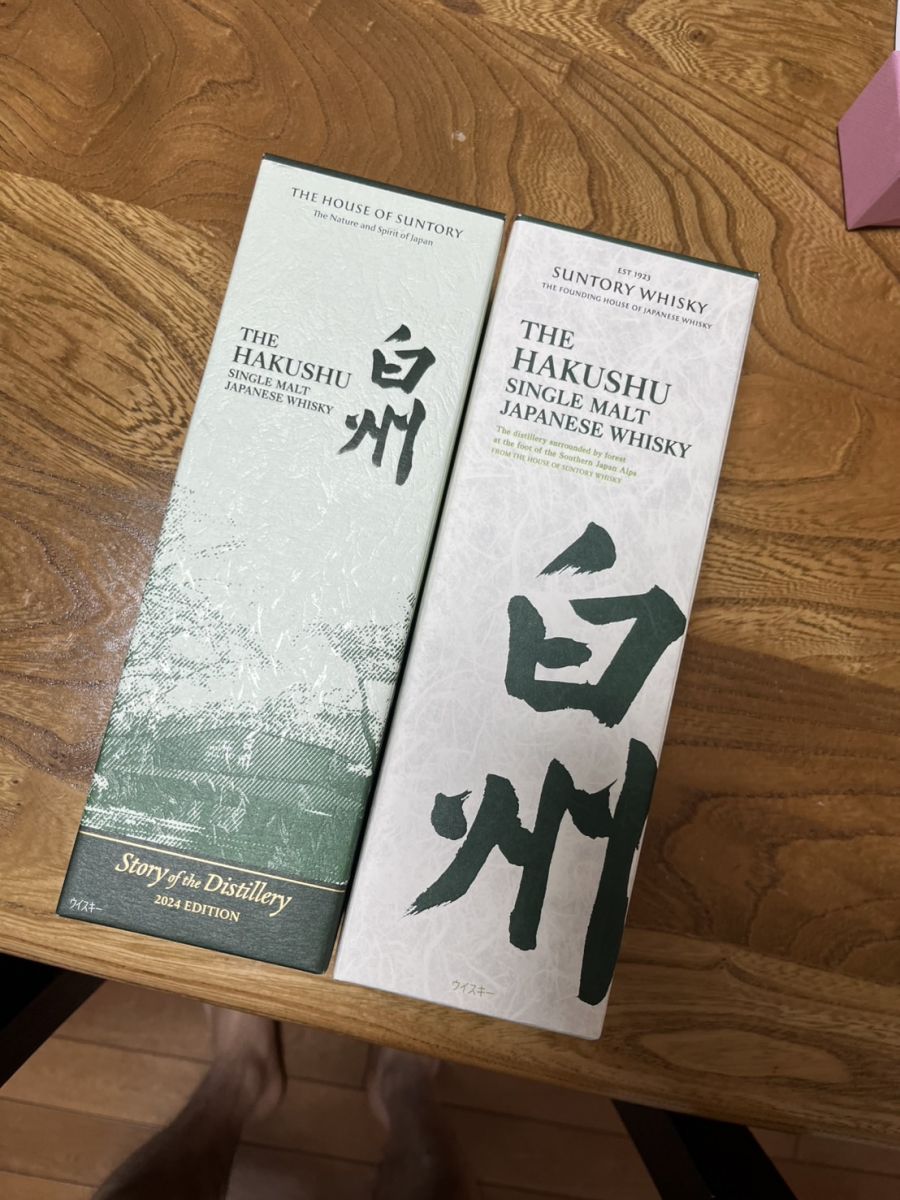 THE HOUSE OF SUNTORY
The Nature and Spirit of Japan
THE
HAKUSHU
SINGLE MALT
JAPANESE WHISKY
白州
Story of the Distillery
2024 EDITION
ウイスキー
EST 1923
SUNTORY WHISKY
THE FOUNDING HOUSE OF JAPANESE WHISKY
THE
HAKUSHU
SINGLE MALT
JAPANESE WHISKY
The distillery surrounded by forest
at the foot of the Southern Japan Alps
FROM THE HOUSE OF SUNTORY WHISKY
白州
ウイスキー